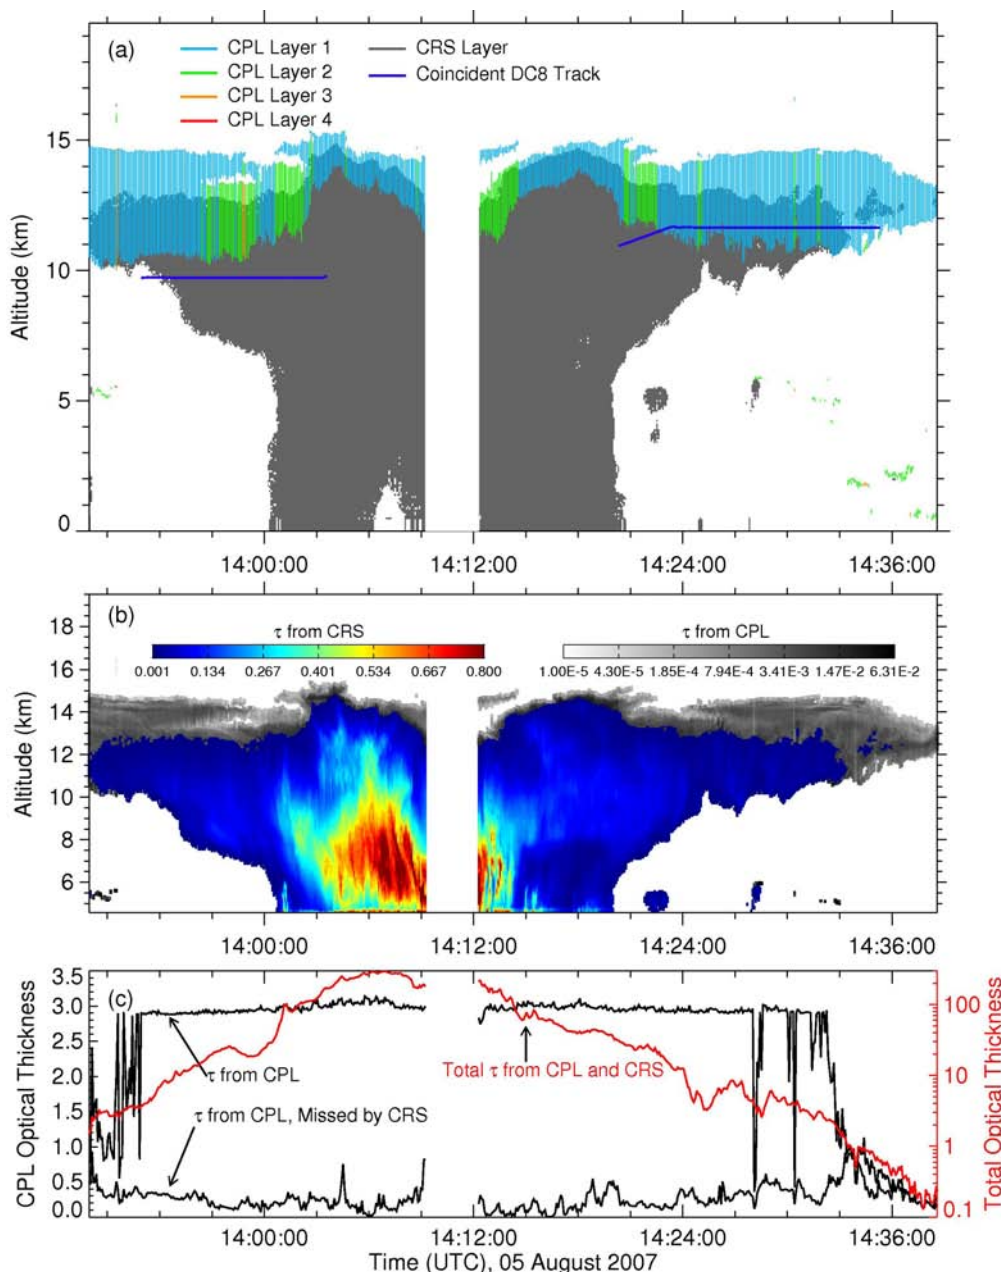 (a)
CPL Layer 1
CPL Layer 2
CPL Layer 3
CPL Layer 4
CRS Layer
Coincident DC8 Track
15
10
5
0
Altitude (km)
14:00:00 14:12:00 14:24:00 14:36:00
(b)
τ from CRS
0.001 0.134 0.267 0.401 0.534 0.667 0.800
τ from CPL
1.00E-5 4.30E-5 1.85E-4 7.94E-4 3.41E-3 1.47E-2 6.31E-2
18
16
14
12
10
8
6
Altitude (km)
14:00:00 14:12:00 14:24:00 14:36:00
(c)
3.5
3.0
2.5
2.0
1.5
1.0
0.5
0.0
CPL Optical Thickness
τ from CPL
τ from CPL, Missed by CRS
Total τ from CPL and CRS
100
10
1
0.1
Total Optical Thickness
14:00:00 14:12:00 14:24:00 14:36:00
Time (UTC), 05 August 2007